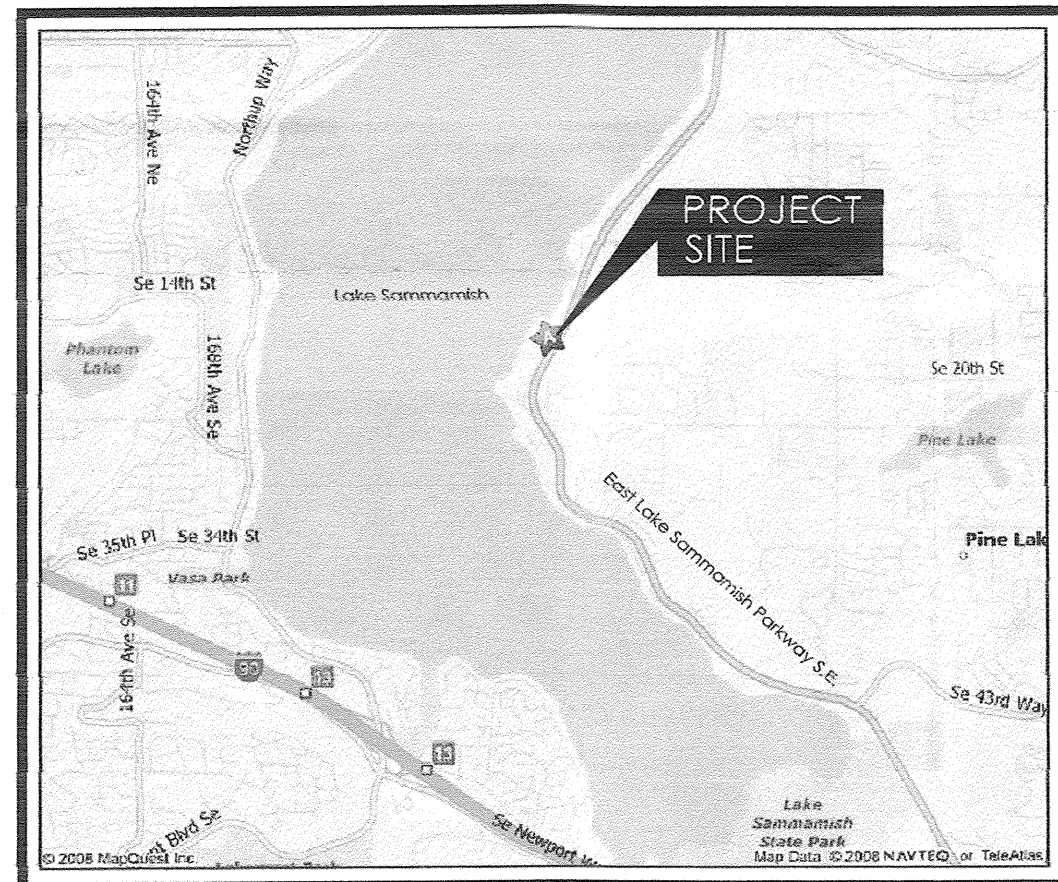 164th Ave Ne
Northup Way
PROJECT
SITE
Se 14th St
Lake Sammamish
Phantom
Lake
168th Ave Se
Se 20th St
Pine Lake
East Lake Sammamish Parkway S.E.
Se 35th Pl
Se 34th St
Pine Lak
Vasa Park
11
164th Ave Se
90
13
Se 43rd Way
13
Lake
Sammamish
State Park
Blvd Se
Se Newport
© 2008 MapQuest Inc.
Map Data © 2008 NAVTEQ or TeleAtlas